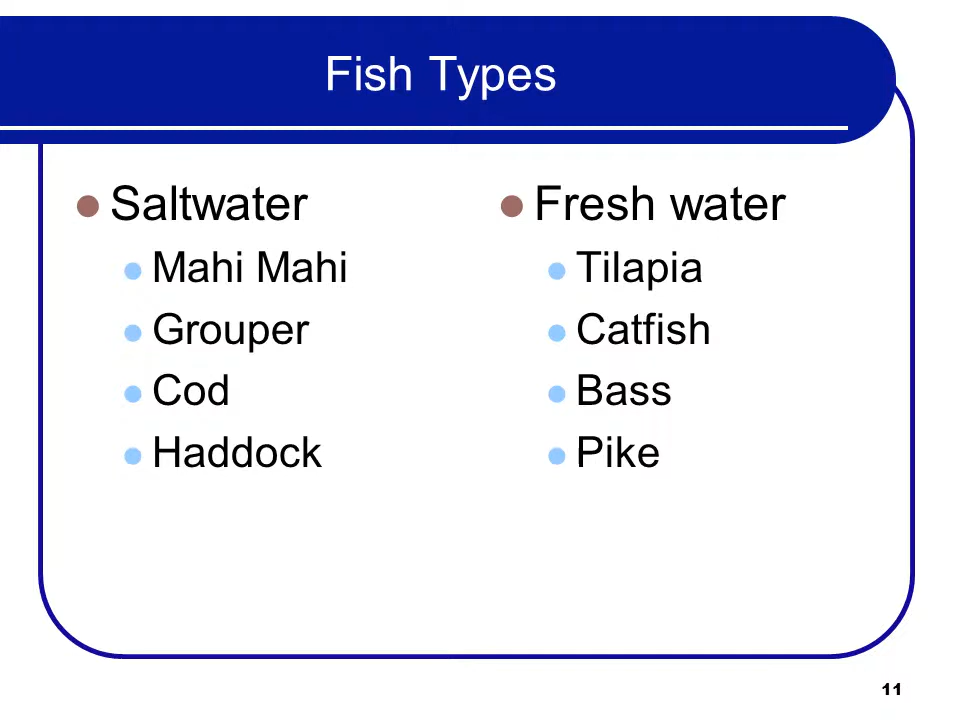 Fish Types
Saltwater
Mahi Mahi
Grouper
Cod
Haddock
Fresh water
Tilapia
Catfish
Bass
Pike
11